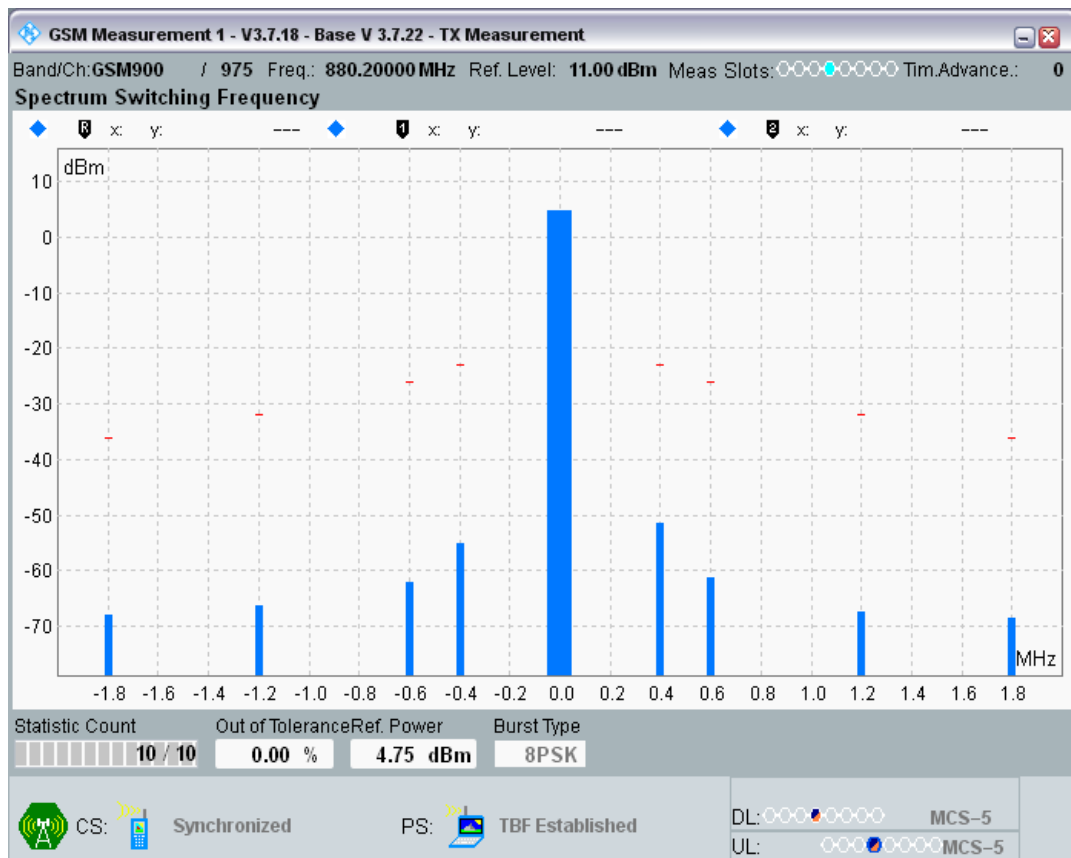 GSM Measurement 1 - V3.7.18 - Base V 3.7.22 - TX Measurement
Band/Ch:GSM900 / 975 Freq.: 880.20000 MHz Ref. Level: 11.00 dBm Meas Slots: Tim.Advance.: 0
Spectrum Switching Frequency
R x: y: --- 1 x: y: --- 2 x: y: ---
dBm
10
0
-10
-20
-30
-40
-50
-60
-70
MHz
-1.8 -1.6 -1.4 -1.2 -1.0 -0.8 -0.6 -0.4 -0.2 0.0 0.2 0.4 0.6 0.8 1.0 1.2 1.4 1.6 1.8
Statistic Count Out of Tolerance Ref. Power Burst Type
10 / 10 0.00 % 4.75 dBm 8PSK
CS: Synchronized PS: TBF Established
DL: MCS-5
UL: MCS-5